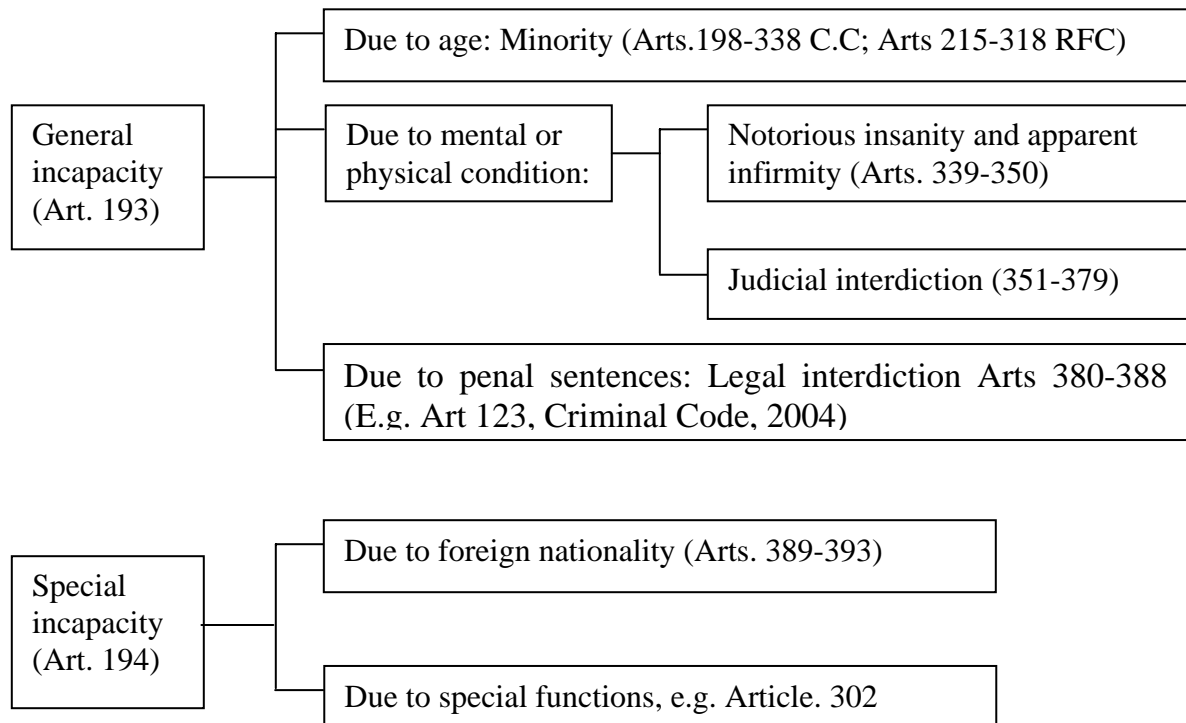 Due to age: Minority (Arts.198-338 C.C; Arts 215-318 RFC)
General
incapacity
(Art. 193)
Due to mental or
physical condition:
Notorious insanity and apparent
infirmity (Arts. 339-350)
Judicial interdiction (351-379)
Due to penal sentences: Legal interdiction Arts 380-388
(E.g. Art 123, Criminal Code, 2004)
Due to foreign nationality (Arts. 389-393)
Special
incapacity
(Art. 194)
Due to special functions, e.g. Article. 302